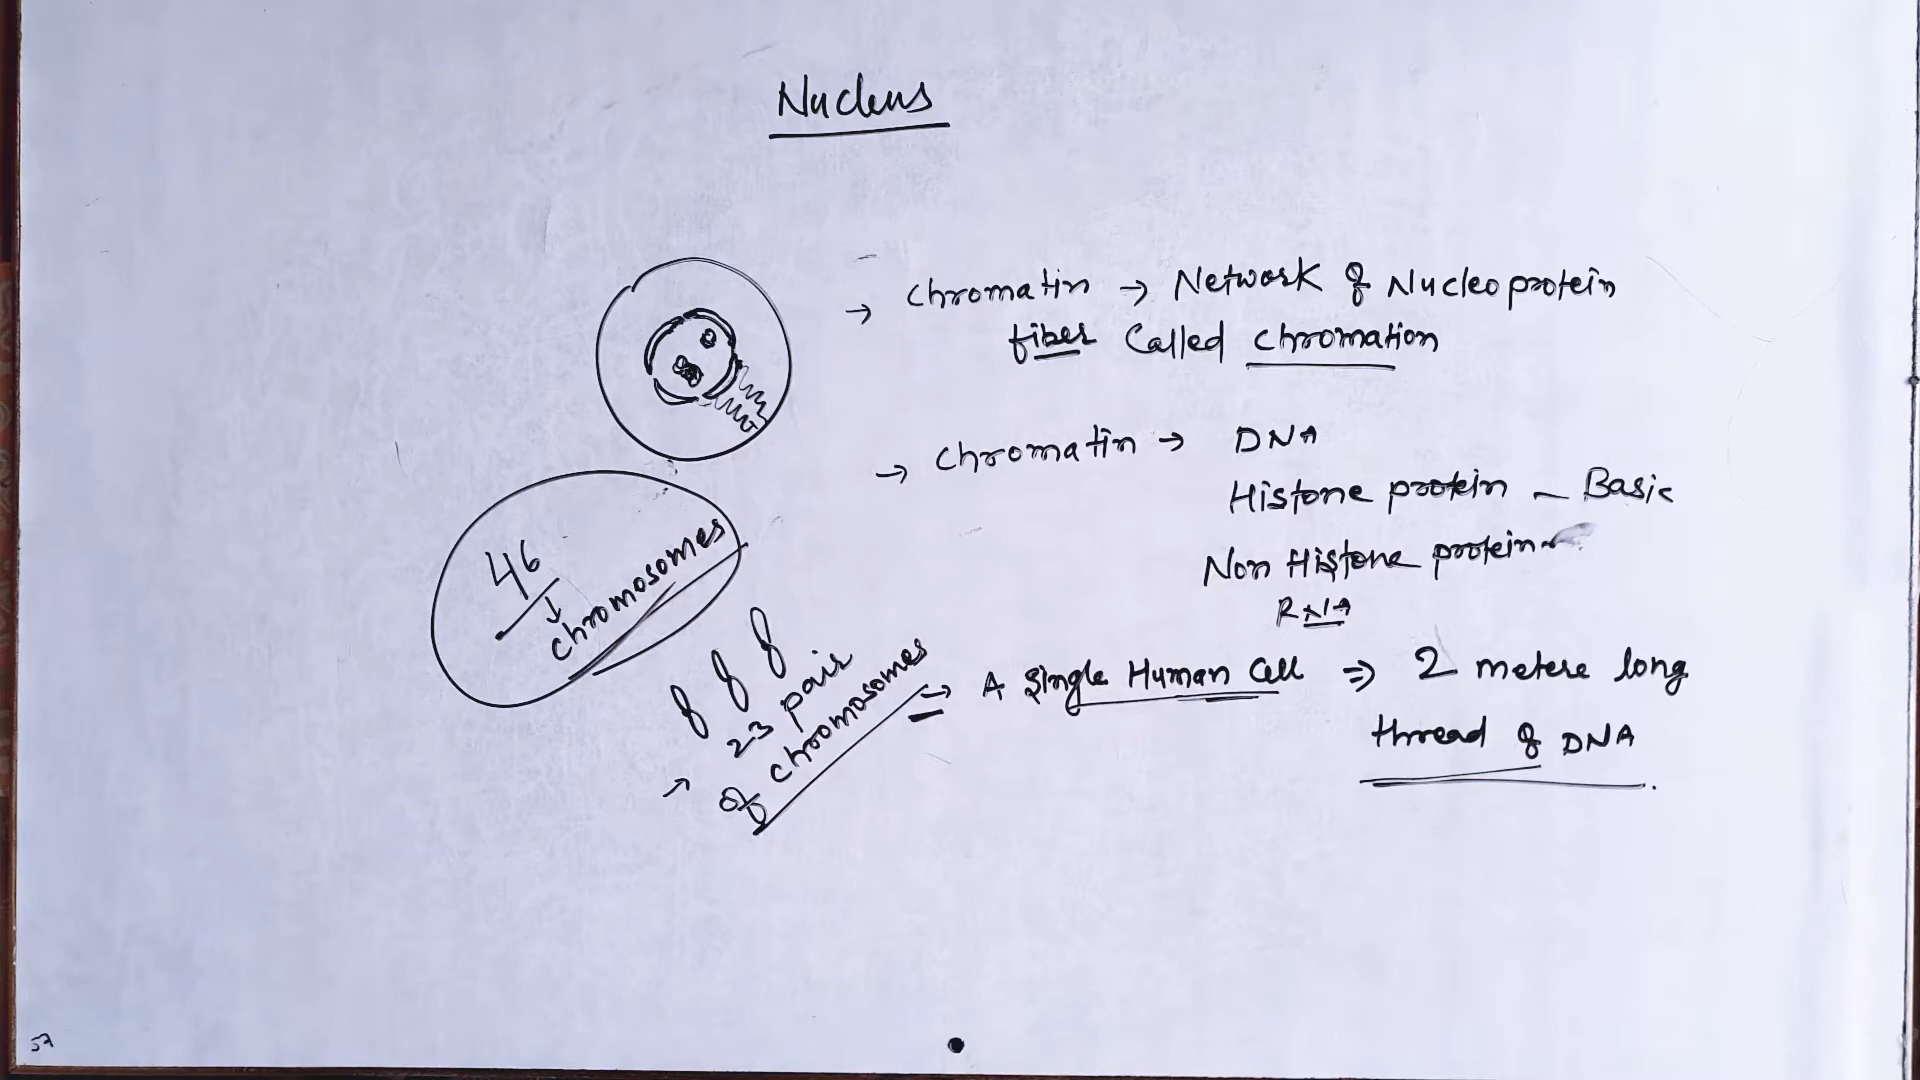 Nucleus
→ Chromatin → Network of Nucleoprotein
fiber Called Chromation
→ Chromatin → DNA
Histone protein - Basic
Non Histone protein
RNA
46
↓
chromosomes
23 pair
→ of chromosomes
→ A Single Human Cell ⇒ 2 metere long
thread of DNA.
57